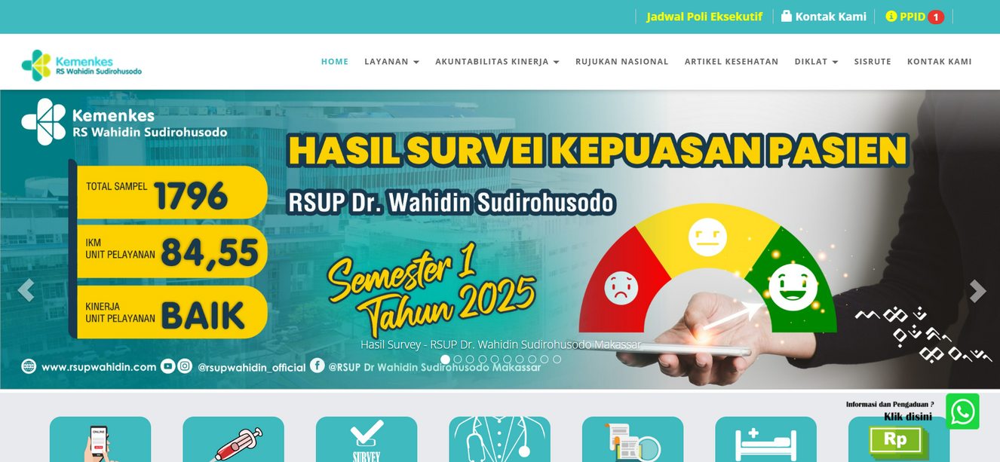 Jadwal Poli Eksekutif
Kontak Kami
PPID 1
Kemenkes
RS Wahidin Sudirohusodo
HOME
LAYANAN
AKUNTABILITAS KINERJA
RUJUKAN NASIONAL
ARTIKEL KESEHATAN
DIKLAT
SISRUTE
KONTAK KAMI
Kemenkes
RS Wahidin Sudirohusodo
HASIL SURVEI KEPUASAN PASIEN
RSUP Dr. Wahidin Sudirohusodo
TOTAL SAMPEL 1796
IKM
UNIT PELAYANAN 84,55
KINERJA
UNIT PELAYANAN BAIK
Semester 1
Tahun 2025
Hasil Survey - RSUP Dr. Wahidin Sudirohusodo Makassar
www.rsupwahidin.com
@rsupwahidin_official
@RSUP Dr Wahidin Sudirohusodo Makassar
Informasi dan Pengaduan ?
Klik disini
ONLINE
SURVEY
Rp